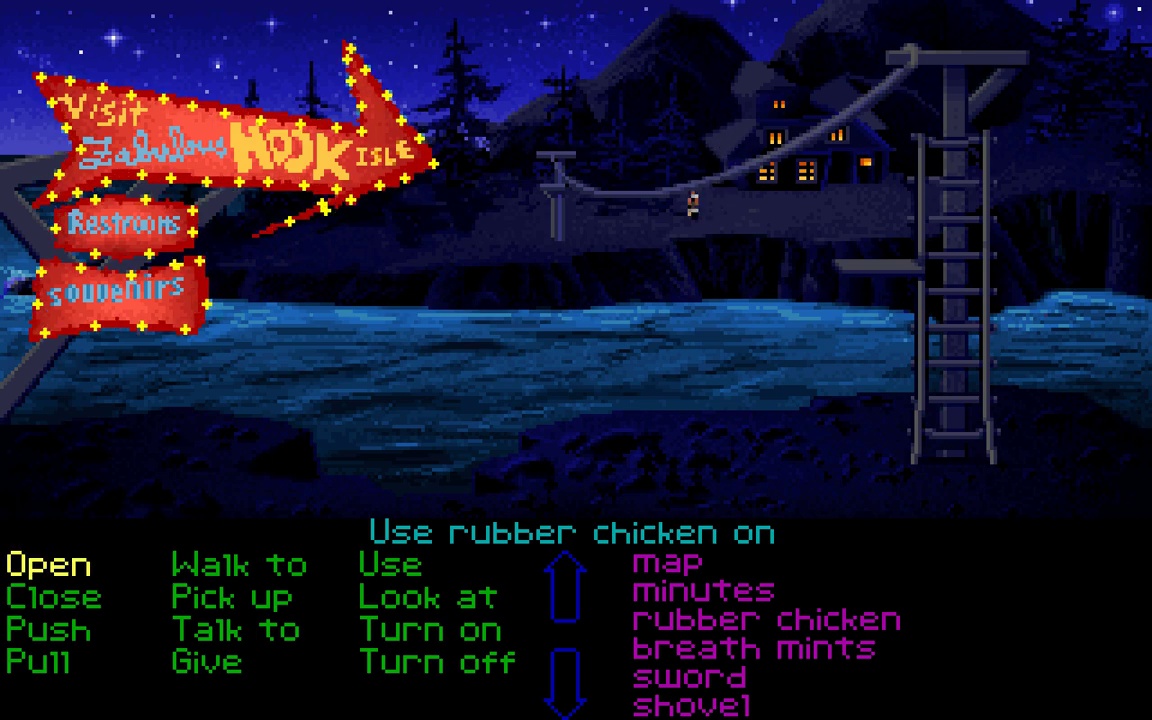 Visit
Fabulous HOOK ISLE
Restrooms
souvenirs
Use rubber chicken on
Open Walk to Use
Close Pick up Look at
Push Talk to Turn on
Pull Give Turn off
map
minutes
rubber chicken
breath mints
sword
shovel